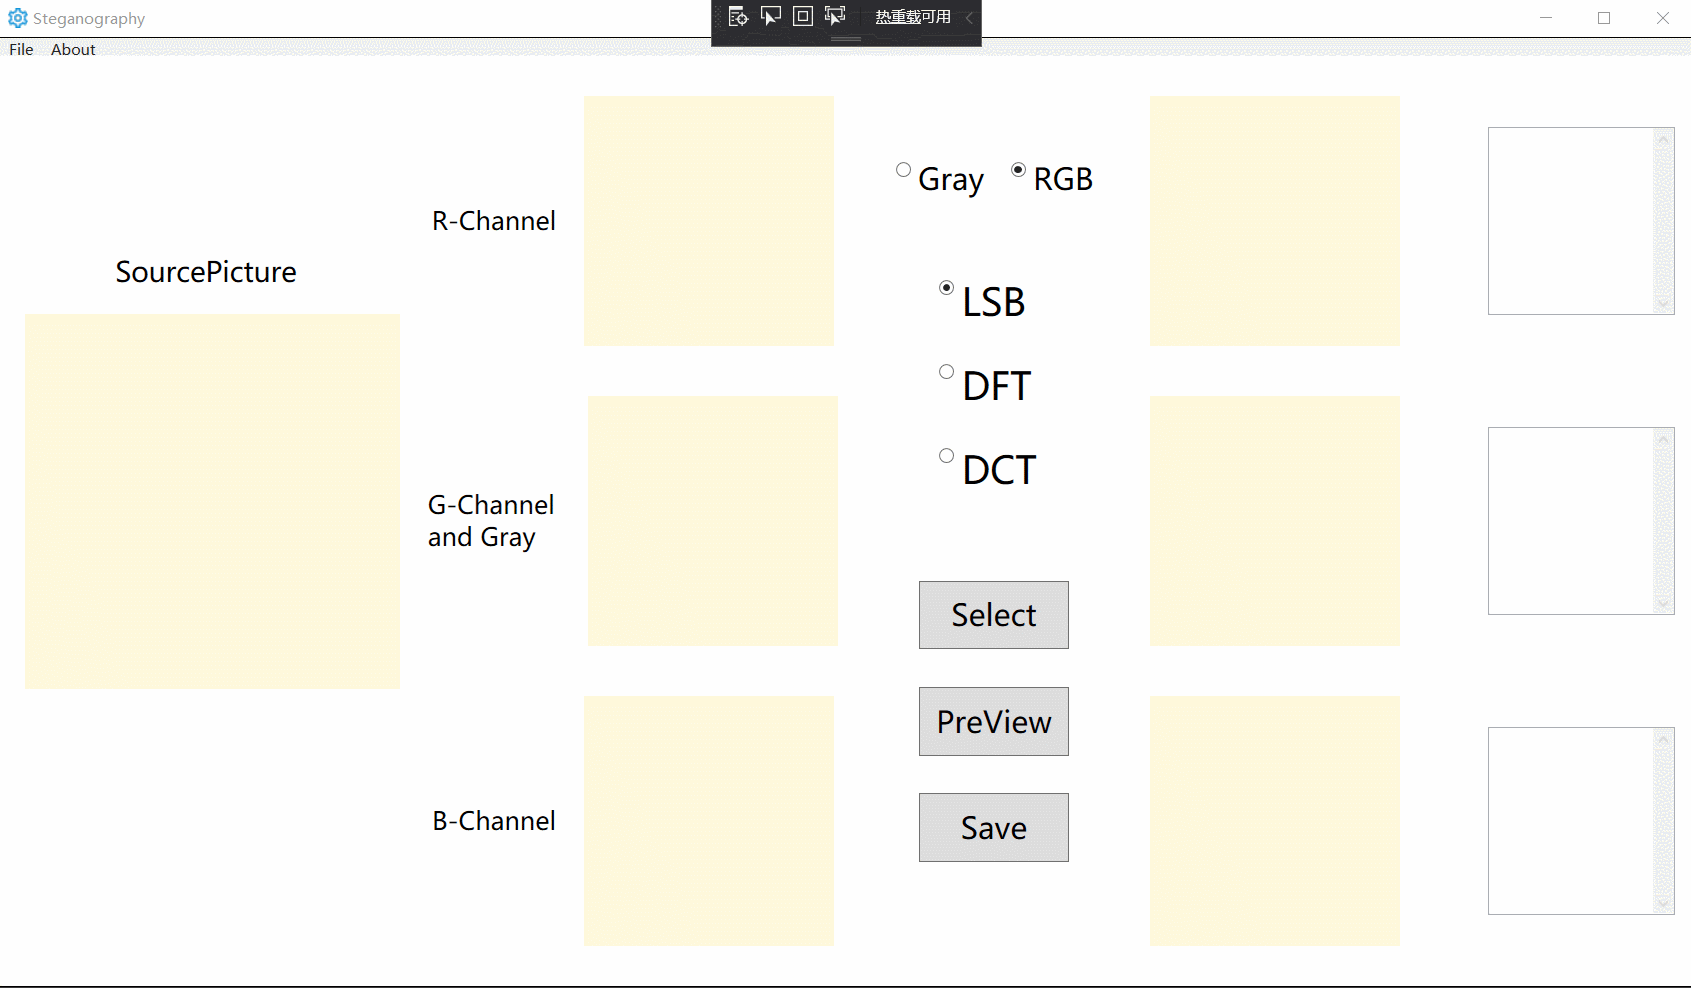 Steganography
热重载可用
File About
Gray RGB
R-Channel
SourcePicture
LSB
DFT
DCT
G-Channel
and Gray
Select
PreView
B-Channel
Save